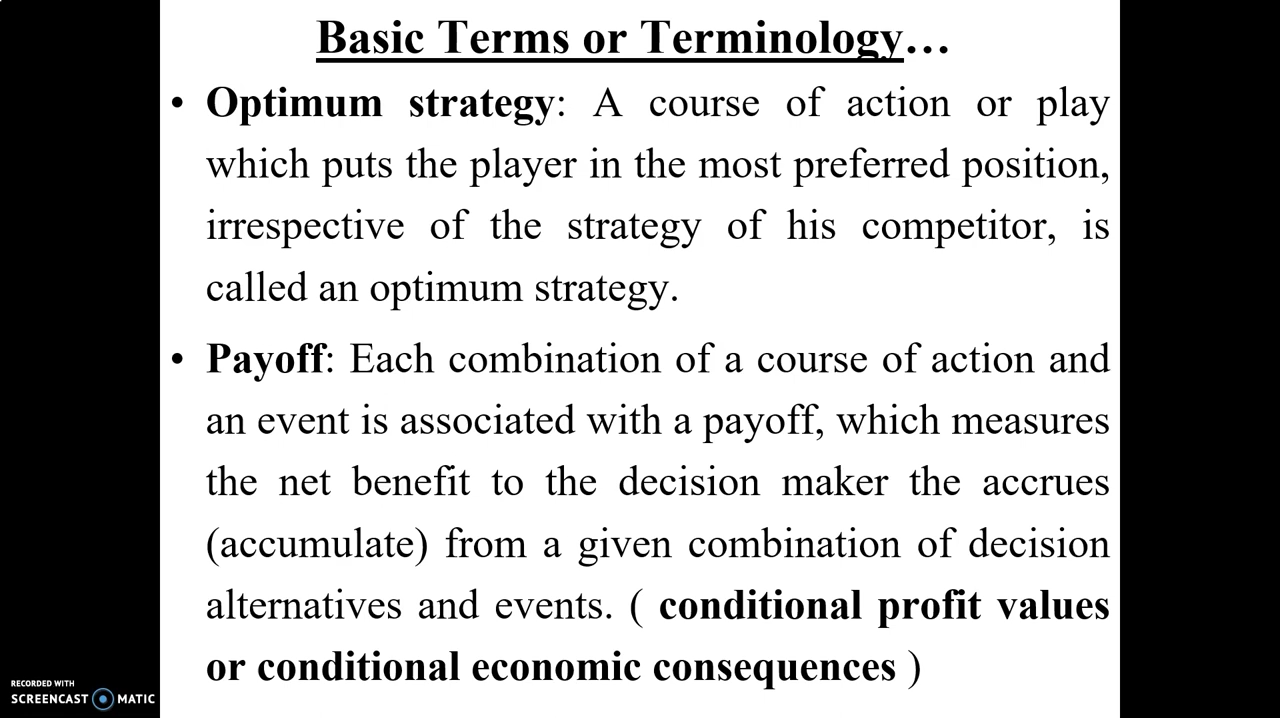 Basic Terms or Terminology…
• Optimum strategy: A course of action or play
which puts the player in the most preferred position,
irrespective of the strategy of his competitor, is
called an optimum strategy.
• Payoff: Each combination of a course of action and
an event is associated with a payoff, which measures
the net benefit to the decision maker the accrues
(accumulate) from a given combination of decision
alternatives and events. ( conditional profit values
or conditional economic consequences )
RECORDED WITH
SCREENCAST MATIC